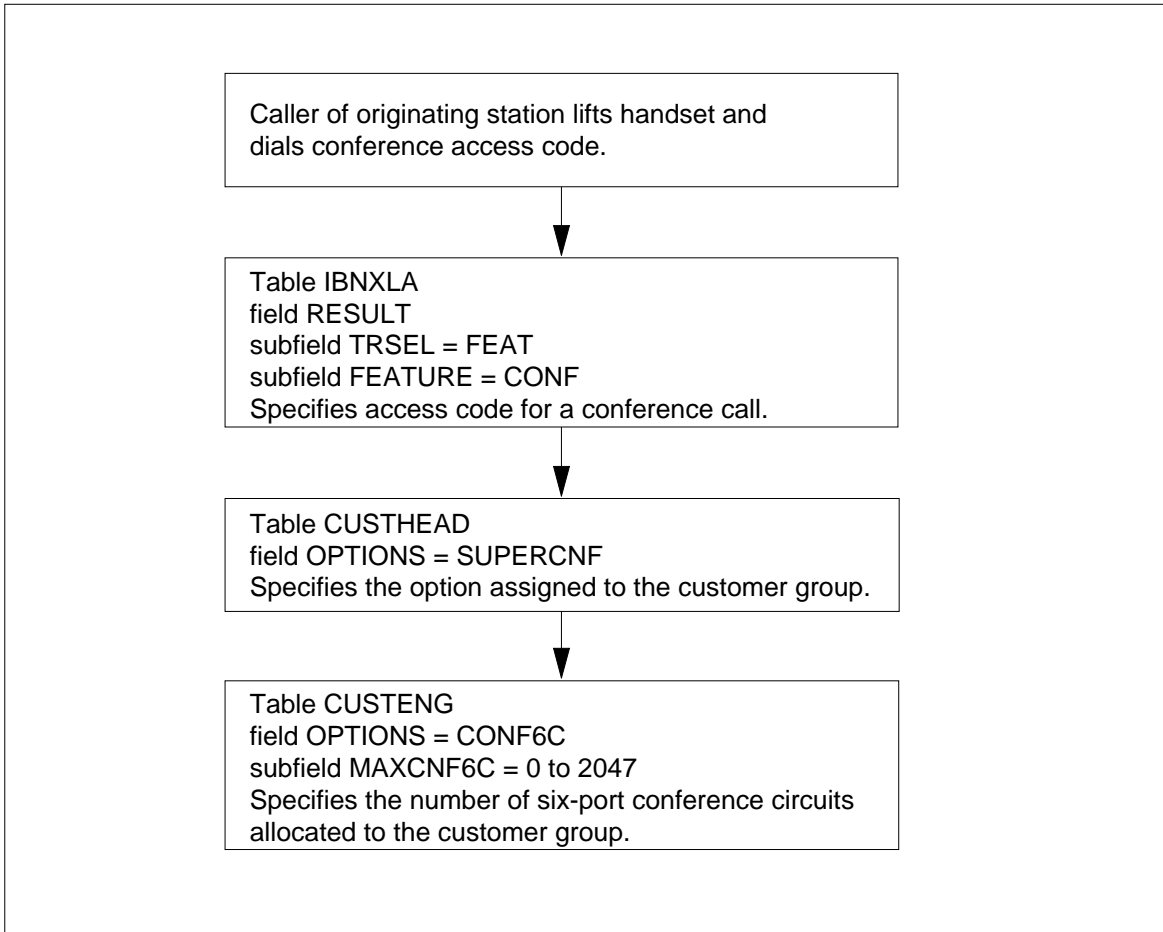 Caller of originating station lifts handset and
dials conference access code.
Table IBNXLA
field RESULT
subfield TRSEL = FEAT
subfield FEATURE = CONF
Specifies access code for a conference call.
Table CUSTHEAD
field OPTIONS = SUPERCNF
Specifies the option assigned to the customer group.
Table CUSTENG
field OPTIONS = CONF6C
subfield MAXCNF6C = 0 to 2047
Specifies the number of six-port conference circuits
allocated to the customer group.